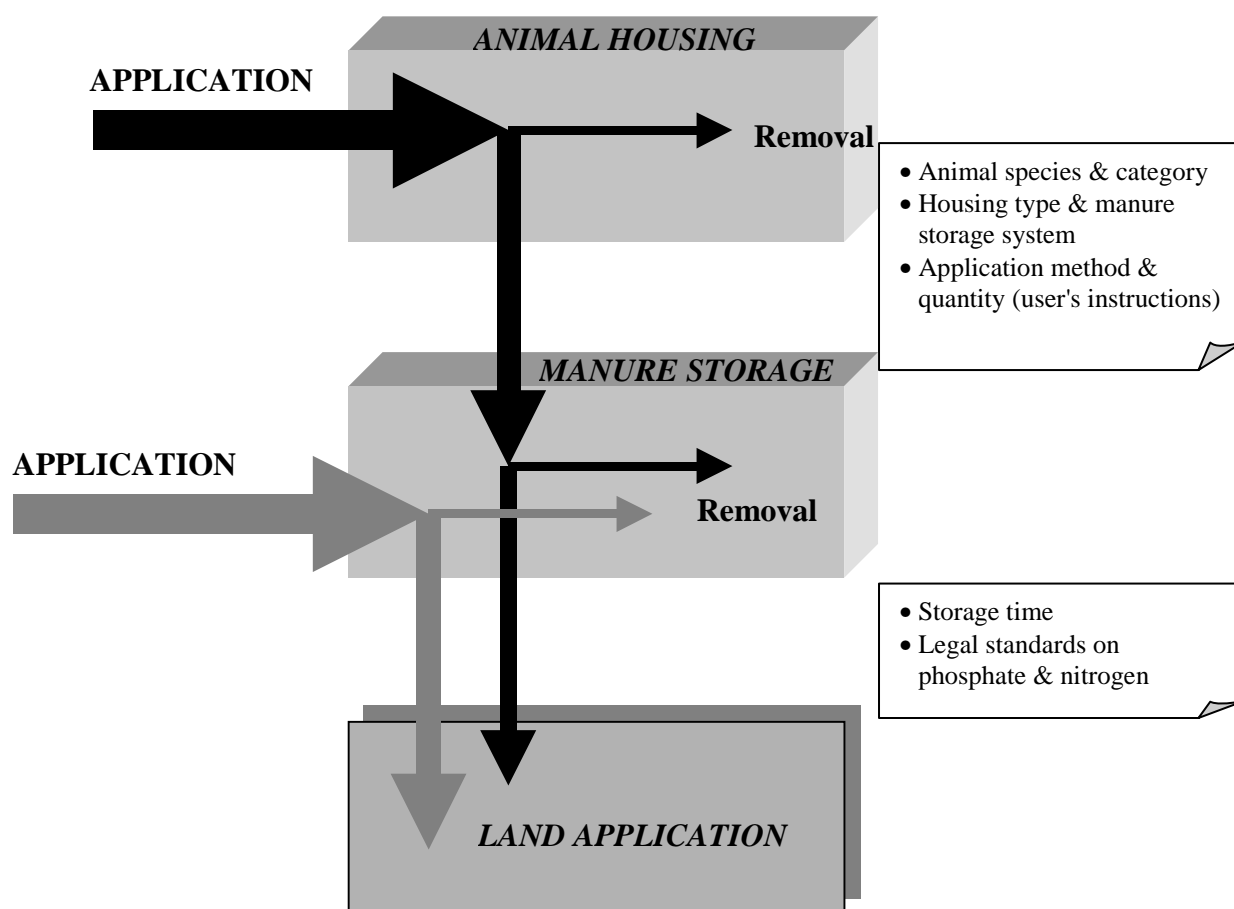 ANIMAL HOUSING
APPLICATION
Removal
• Animal species & category
• Housing type & manure
storage system
• Application method &
quantity (user's instructions)
MANURE STORAGE
APPLICATION
Removal
• Storage time
• Legal standards on
phosphate & nitrogen
LAND APPLICATION